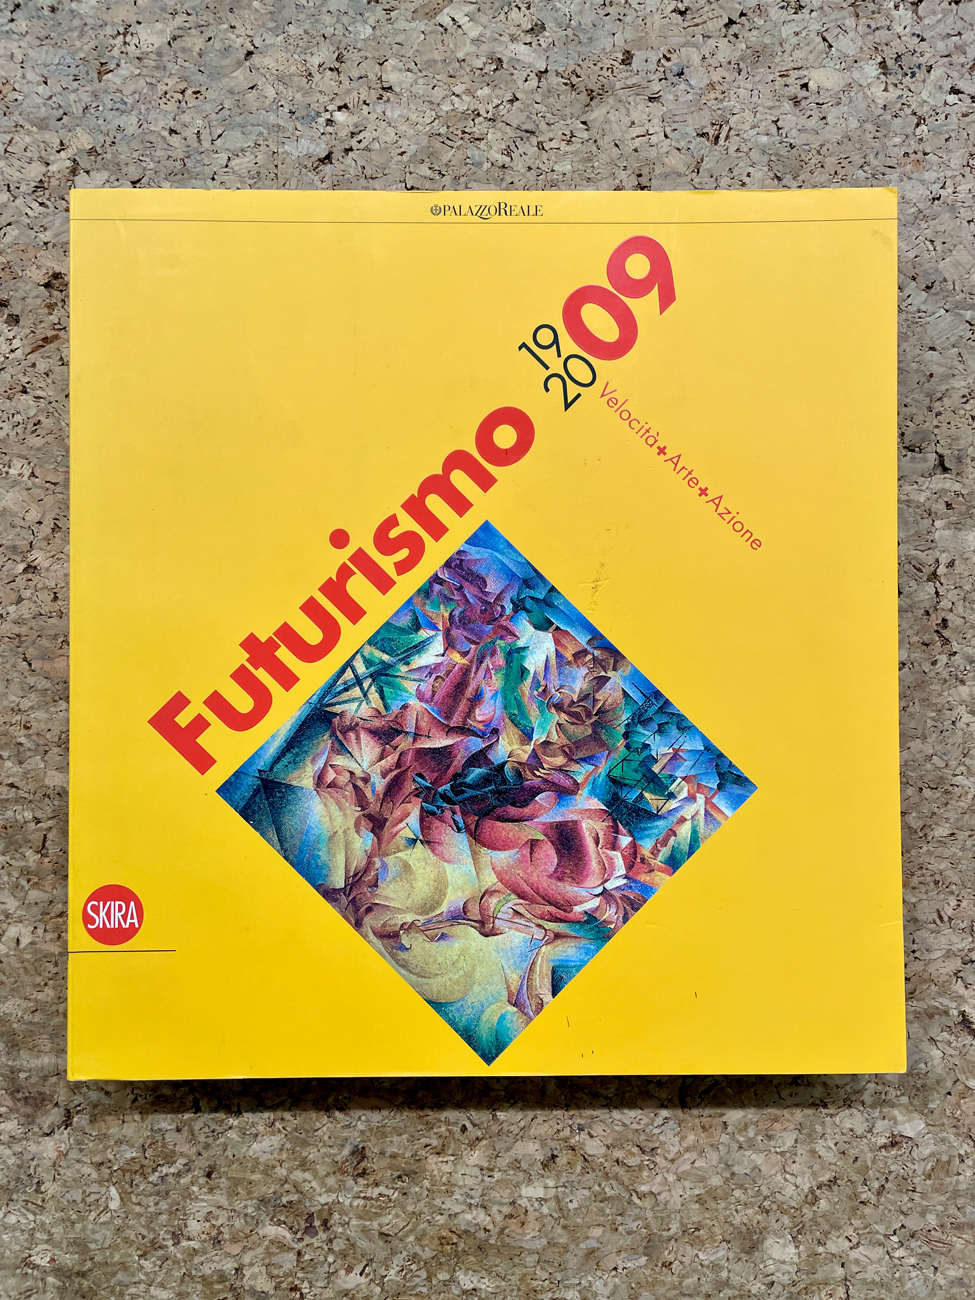 PALAZZOREALE
Futurismo
19
20
09
Velocità+Arte+Azione
SKIRA